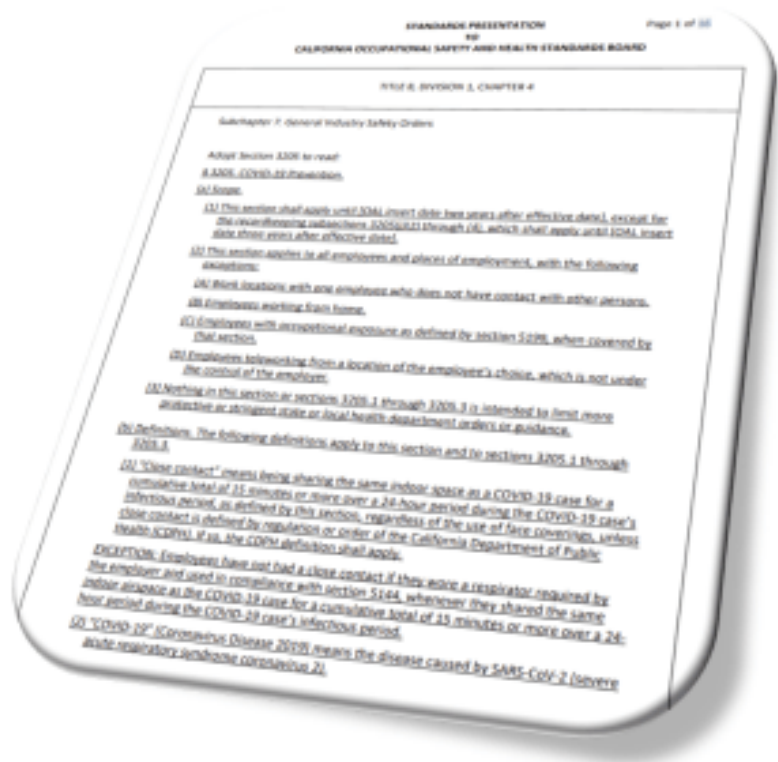 STANDARDS PRESENTATION
Page 1 of
TO
CALIFORNIA OCCUPATIONAL SAFETY AND HEALTH STANDARDS BOARD
TITLE 8, DIVISION 1, CHAPTER 4
Subchapter 7. General Industry Safety Orders
Adopt Section 3205 to read:
§ 3205. COVID-19 Prevention.
(a) Scope.
(1) This section shall apply until [OAL insert date two years after effective date], except for
the recordkeeping subsections through which shall apply until [OAL insert
date three years after effective date].
(2) This section applies to all employees and places of employment, with the following
exceptions:
(A) Work locations with one employee who does not have contact with other persons.
(B) Employees working from home.
(C) Employees with occupational exposure as defined by section 5199, when covered by
that section.
(D) Employees teleworking from a location of the employee's choice, which is not under
the control of the employer.
(3) Nothing in this section or sections 3205.1 through 3205.3 is intended to limit more
protective or stringent state or local health department orders or guidance.
(b) Definitions. The following definitions apply to this section and to sections 3205.1 through
3205.3.
(1) "Close contact" means being sharing the same indoor space as a COVID-19 case for a
cumulative total of 15 minutes or more over a 24-hour period during the COVID-19 case's
infectious period, as defined by this section, regardless of the use of face coverings, unless
close contact is defined by regulation or order of the California Department of Public
Health (CDPH). If so, the CDPH definition shall apply.
EXCEPTION: Employees have not had a close contact if they wore a respirator required by
the employer and used in compliance with section 5144, whenever they shared the same
indoor airspace as the COVID-19 case for a cumulative total of 15 minutes or more over a 24-
hour period during the COVID-19 case's infectious period.
(2) "COVID-19" (Coronavirus Disease 2019) means the disease caused by SARS-CoV-2 (severe
acute respiratory syndrome coronavirus 2).